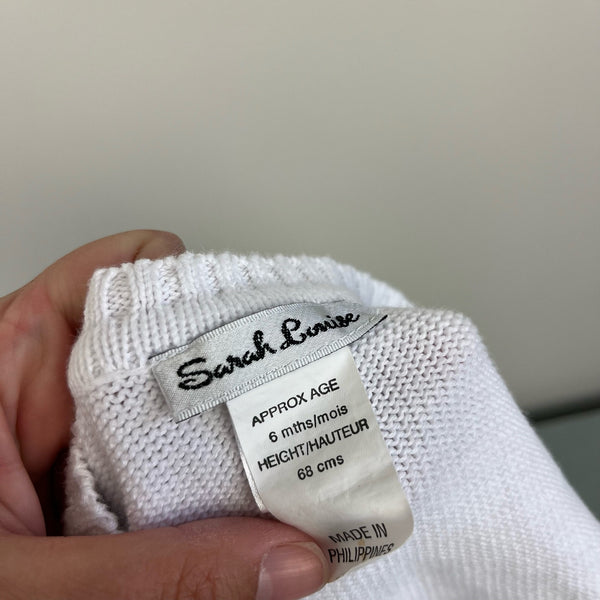 Sarah Louise
APPROX AGE
6 mths/mois
HEIGHT/HAUTEUR
68 cms
MADE IN
PHILIPPINES